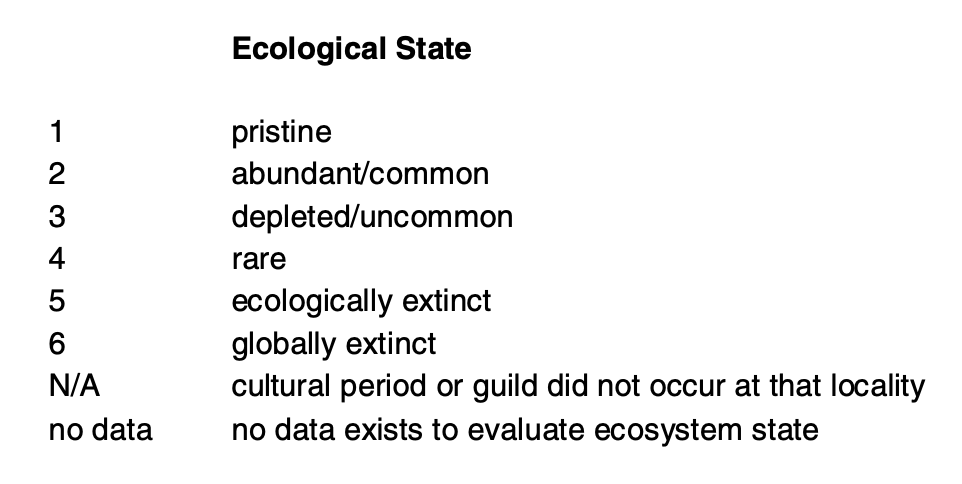 Ecological State
1 pristine
2 abundant/common
3 depleted/uncommon
4 rare
5 ecologically extinct
6 globally extinct
N/A cultural period or guild did not occur at that locality
no data no data exists to evaluate ecosystem state